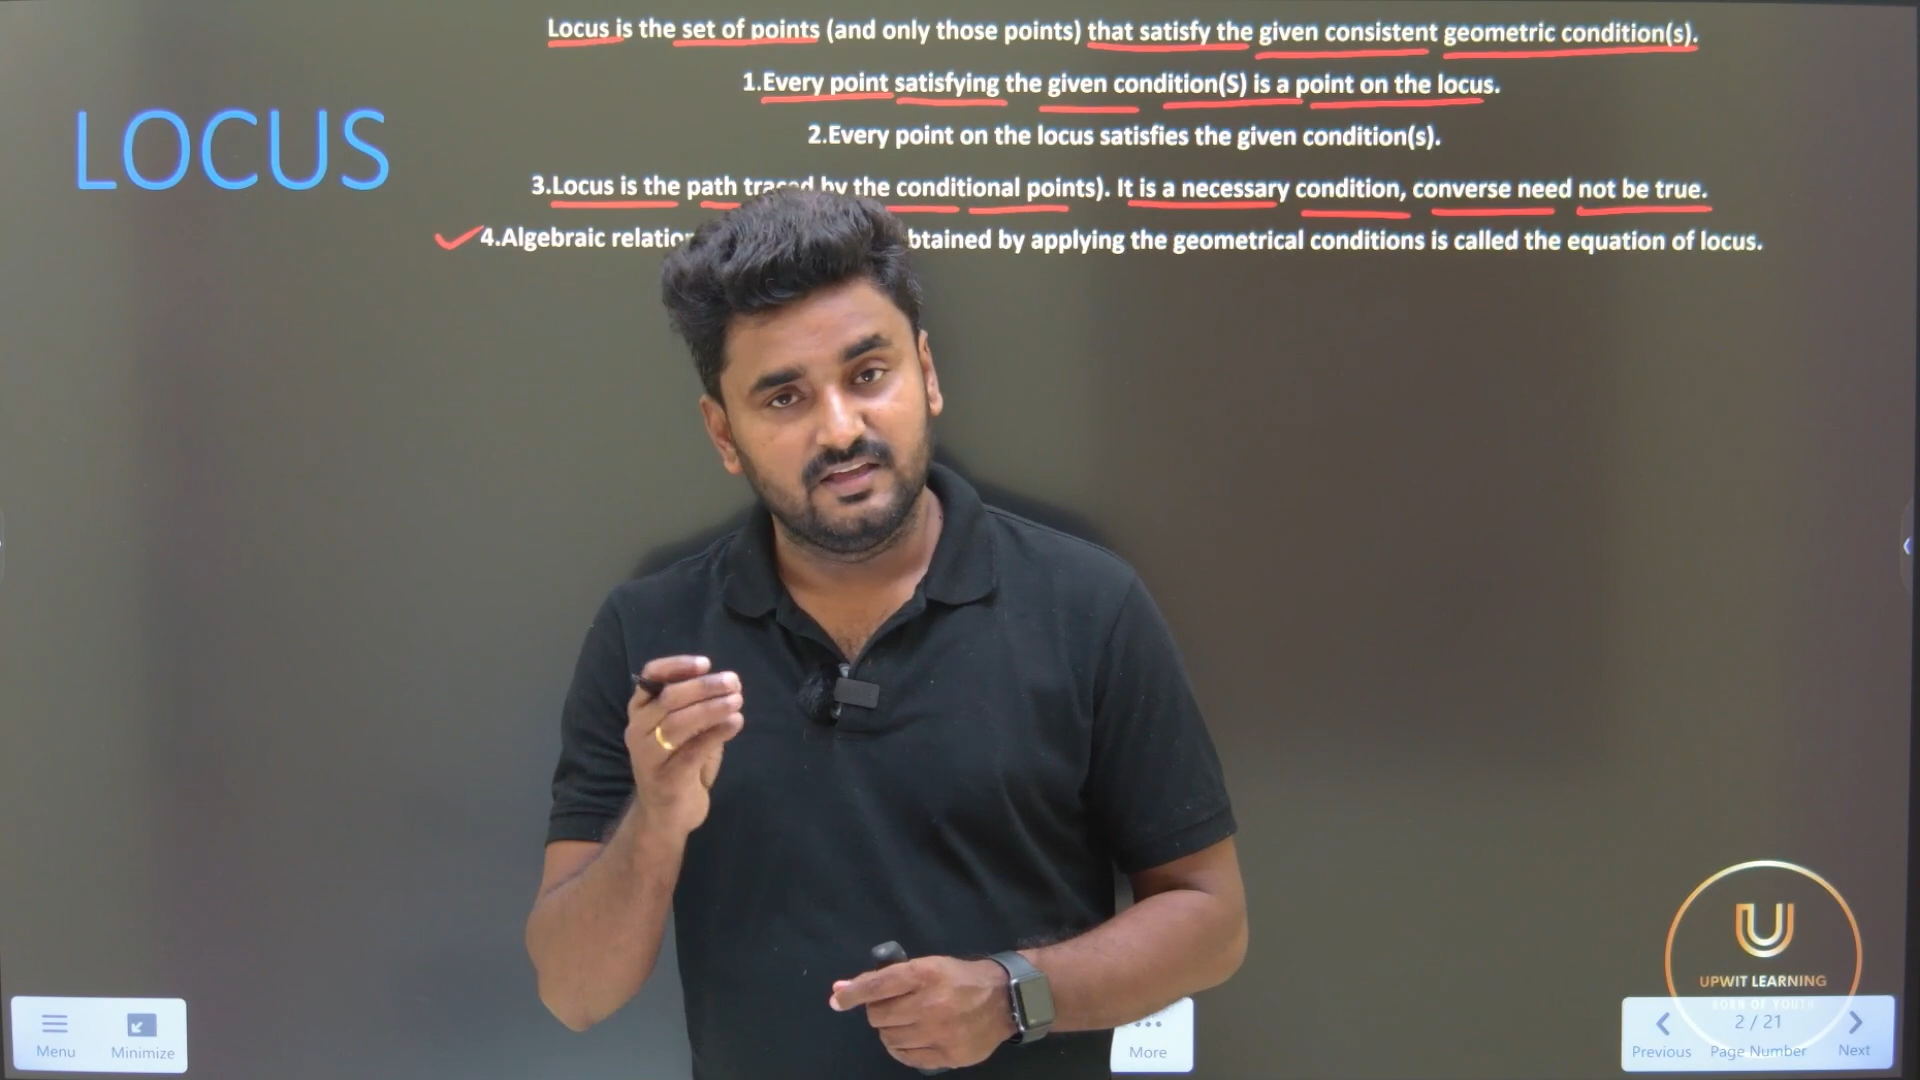 Locus is the set of points (and only those points) that satisfy the given consistent geometric condition(s).
1.Every point satisfying the given condition(S) is a point on the locus.
LOCUS
2.Every point on the locus satisfies the given condition(s).
3.Locus is the path traced by the conditional points). It is a necessary condition, converse need not be true.
4.Algebraic btained by applying the geometrical conditions is called the equation of locus.
U
UPWIT LEARNING
BORN OF YOUTH
2 / 21
Menu Minimize More Previous Page Number Next